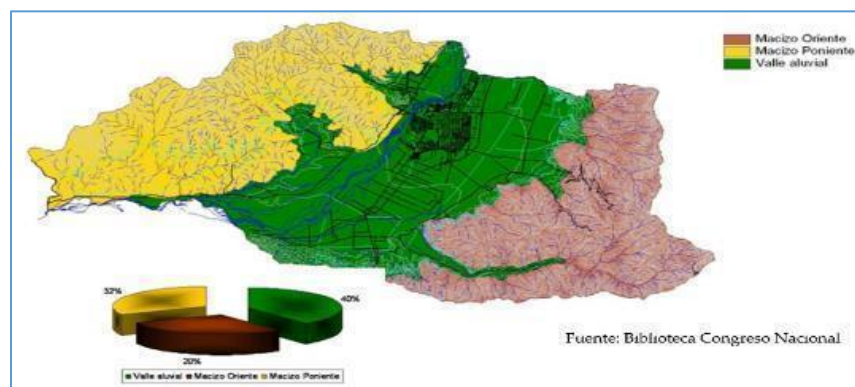 Macizo Oriente
Macizo Poniente
Valle aluvial
32%
40%
20%
Fuente: Biblioteca Congreso Nacional
Valle aluvial Macizo Oriente Macizo Poniente